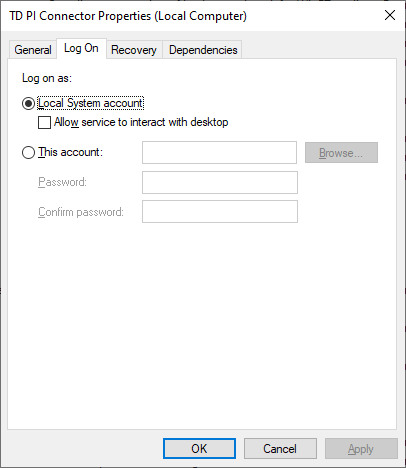 TD PI Connector Properties (Local Computer)
General Log On Recovery Dependencies
Log on as:
Local System account
Allow service to interact with desktop
This account:
Browse...
Password:
Confirm password:
OK Cancel Apply